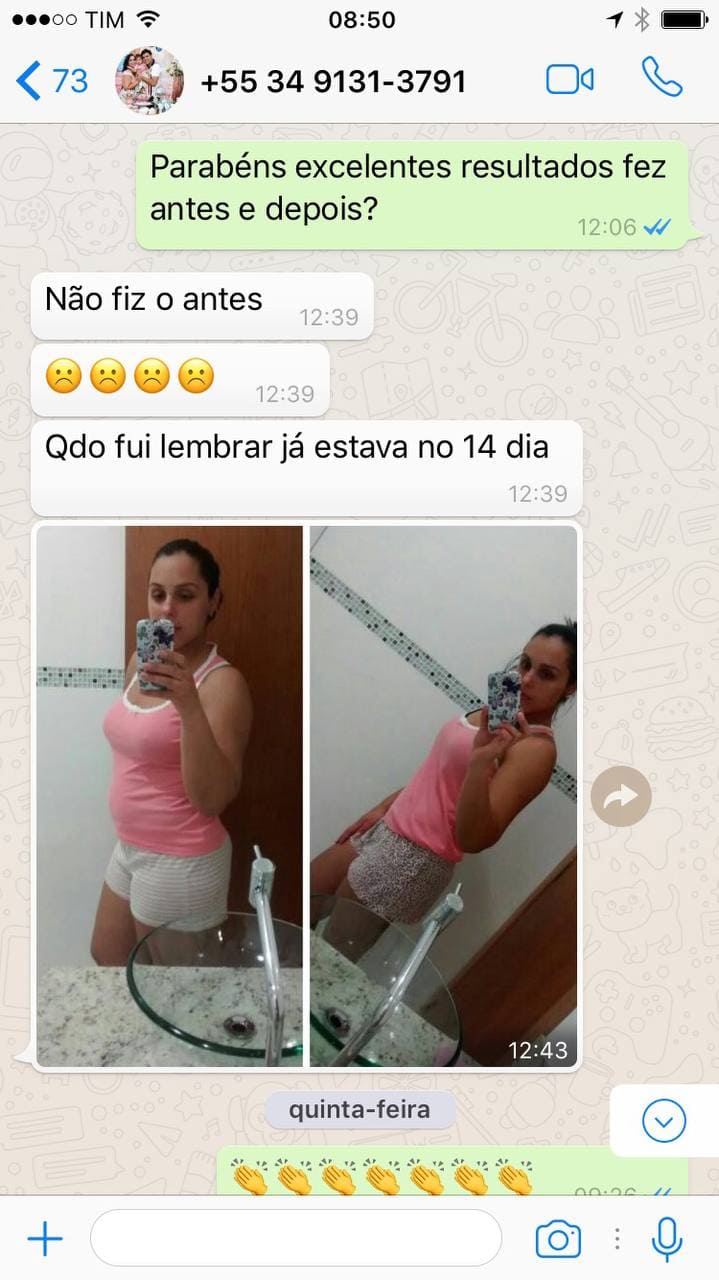 TIM
08:50
73
+55 34 9131-3791
Parabéns excelentes resultados fez
antes e depois?
12:06
Não fiz o antes
12:39
12:39
Qdo fui lembrar já estava no 14 dia
12:39
12:43
quinta-feira